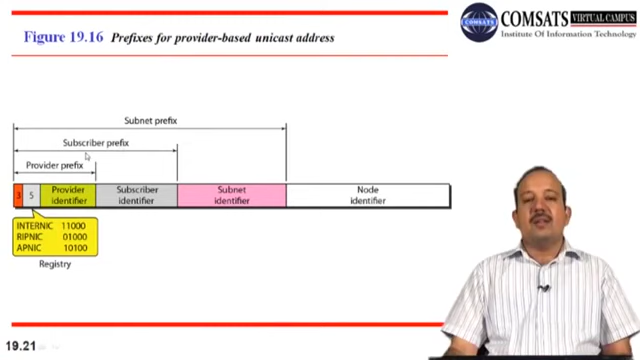 COMSATS VIRTUAL CAMPUS
Institute Of Information Technology
Figure 19.16 Prefixes for provider-based unicast address
Subnet prefix
Subscriber prefix
Provider prefix
3
5
Provider identifier
Subscriber identifier
Subnet identifier
Node identifier
INTERNIC 11000
RIPNIC 01000
APNIC 10100
Registry
19.21